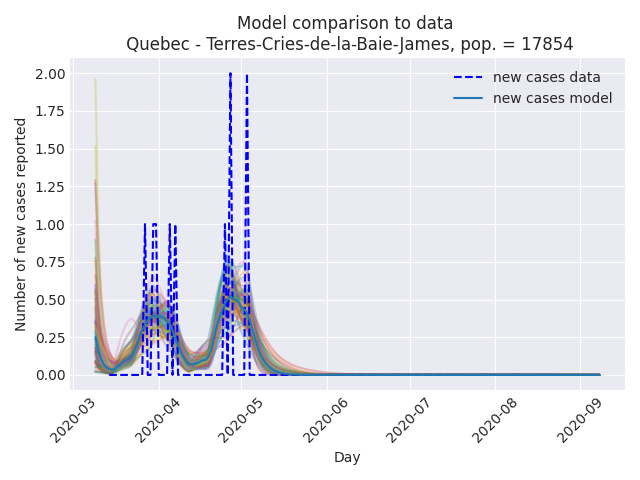 Model comparison to data
Quebec - Terres-Cries-de-la-Baie-James, pop. = 17854
new cases data
new cases model
Number of new cases reported
2.00
1.75
1.50
1.25
1.00
0.75
0.50
0.25
0.00
2020-03
2020-04
2020-05
2020-06
2020-07
2020-08
2020-09
Day